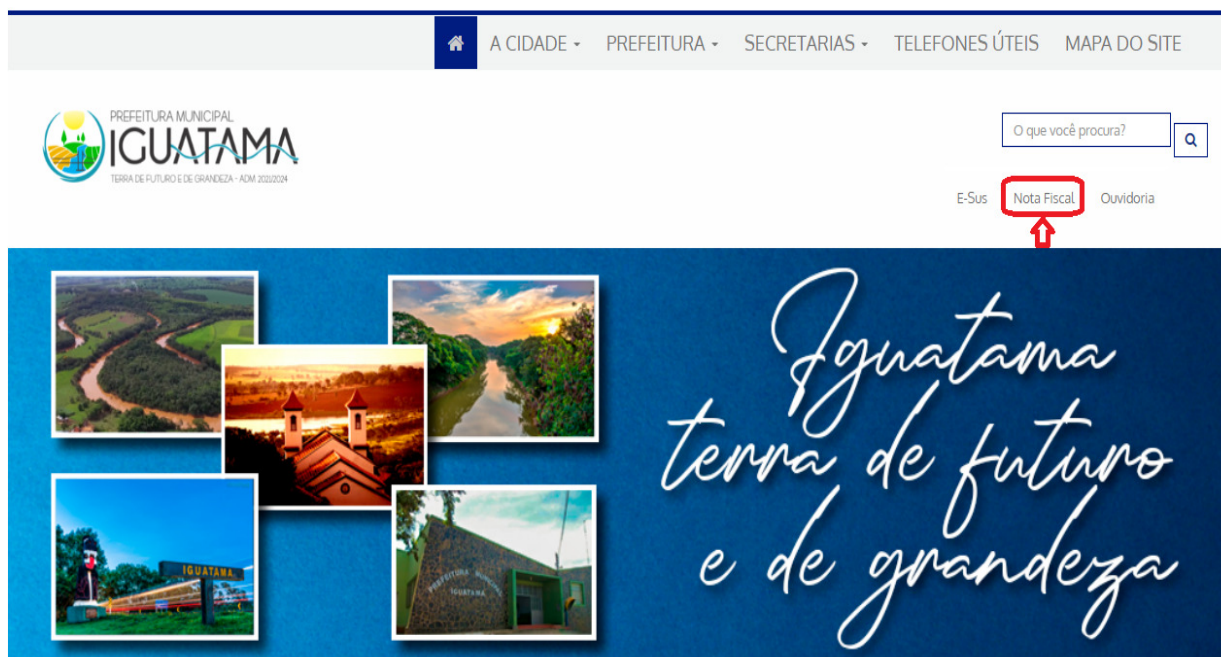 A CIDADE PREFEITURA SECRETARIAS TELEFONES ÚTEIS MAPA DO SITE
PREFEITURA MUNICIPAL
IGUATAMA
TERRA DE FUTURO E DE GRANDEZA - ADM 2021/2024
O que você procura?
E-Sus Nota Fiscal Ouvidoria
Iguatama
terra de futuro
e de grandeza
IGUATAMA
PREFEITURA MUNICIPAL
IGUATAMA